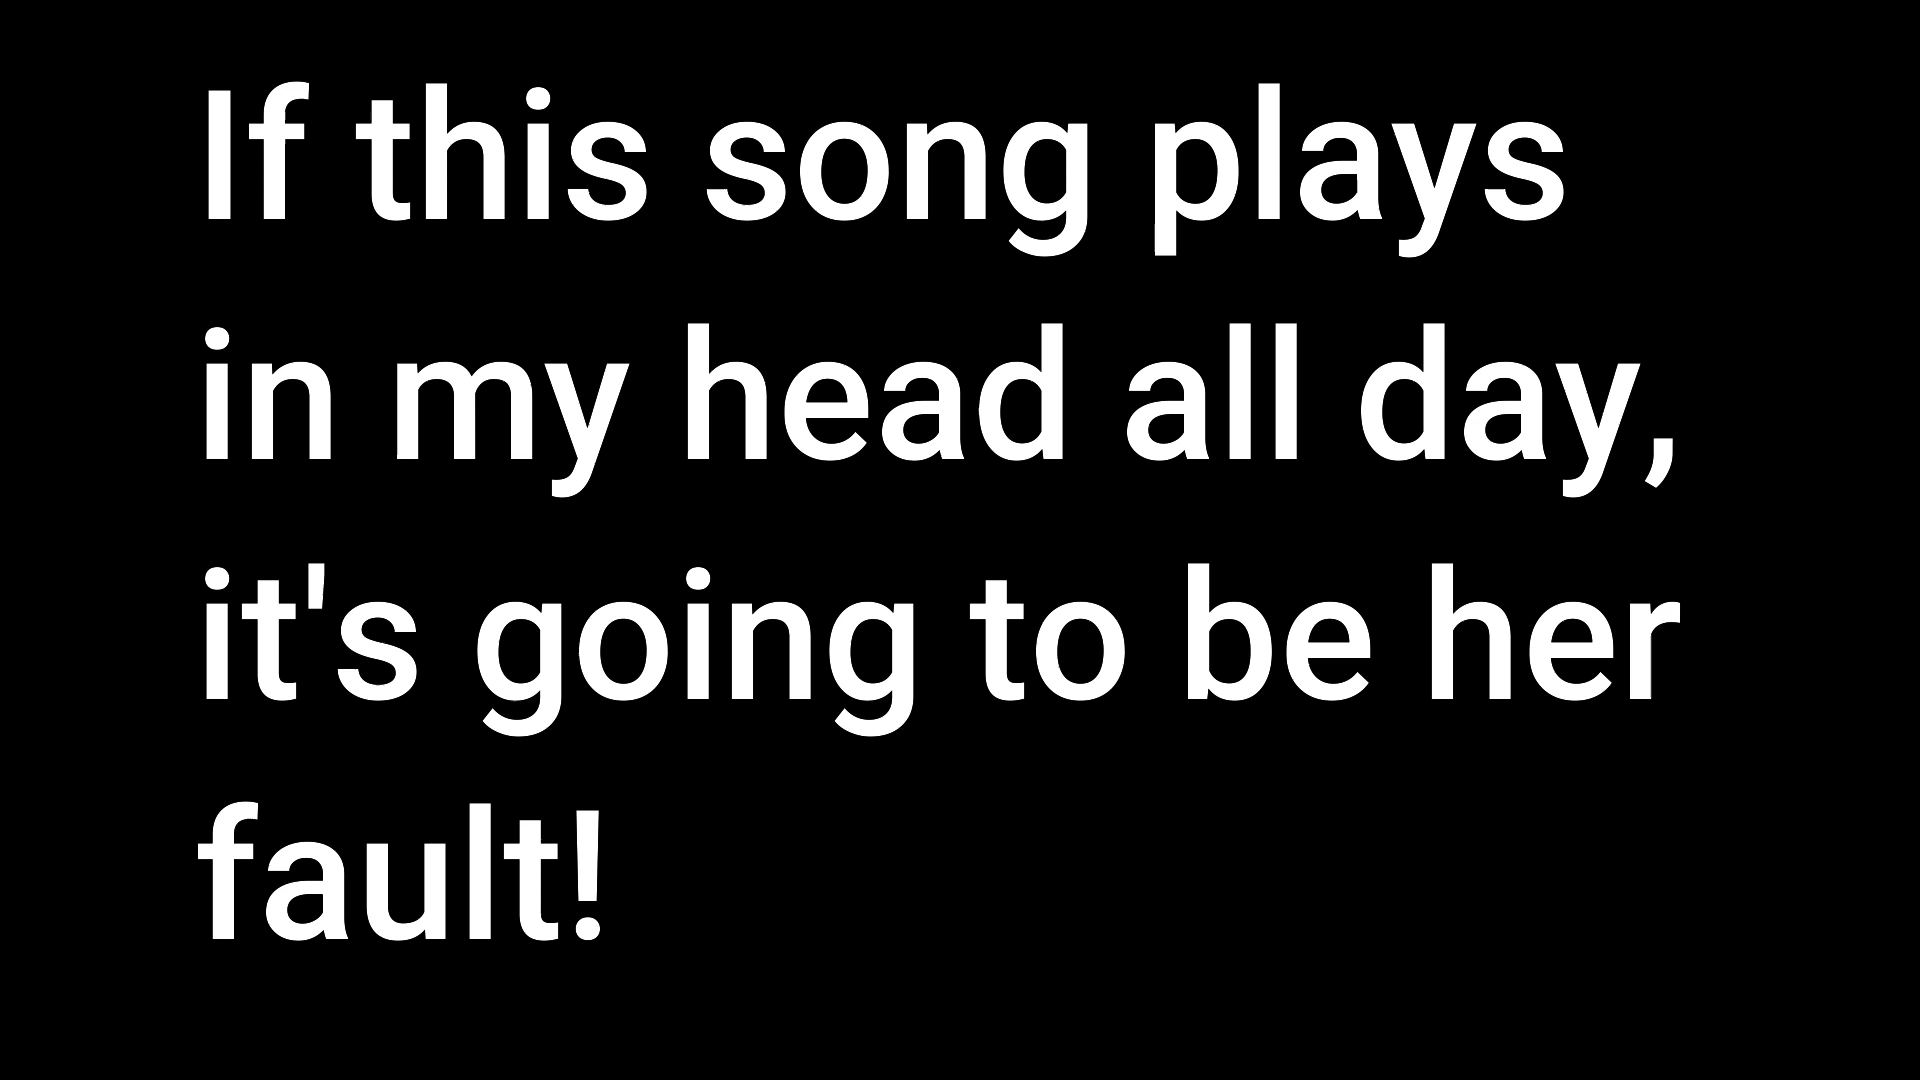 If this song plays
in my head all day,
it's going to be her
fault!